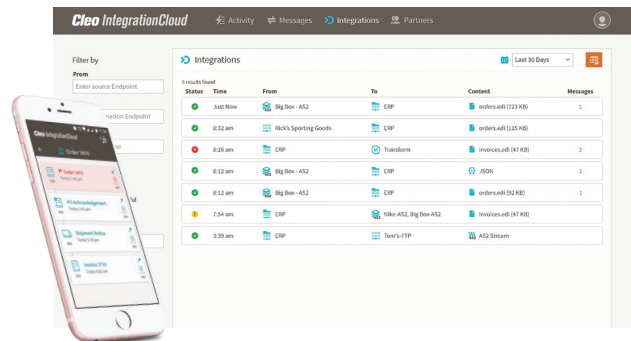 Cleo IntegrationCloud
Activity Messages Integrations Partners
Filter by
From
Enter source Endpoint
Integrations
Last 30 Days
5 results found
Status Time From To Content Messages
Just Now Big Box - AS2 ERP orders.edi (723 KB) 1
8:32 am Rick's Sporting Goods ERP orders.edi (115 KB)
8:26 am ERP Transform invoices.edi (47 KB) 3
8:12 am Big Box - AS2 ERP JSON 1
8:12 am Big Box - AS2 ERP orders.edi (92 KB) 1
7:54 am ERP Nike-AS2, Big Box-AS2 invoices.edi (47 KB)
3:39 am ERP Tom's-FTP AS2 Stream
Endpoint
Cleo IntegrationCloud
Order 3476
Order 3476
PO Acknowledgement
Shipment Status
Invoice 2739